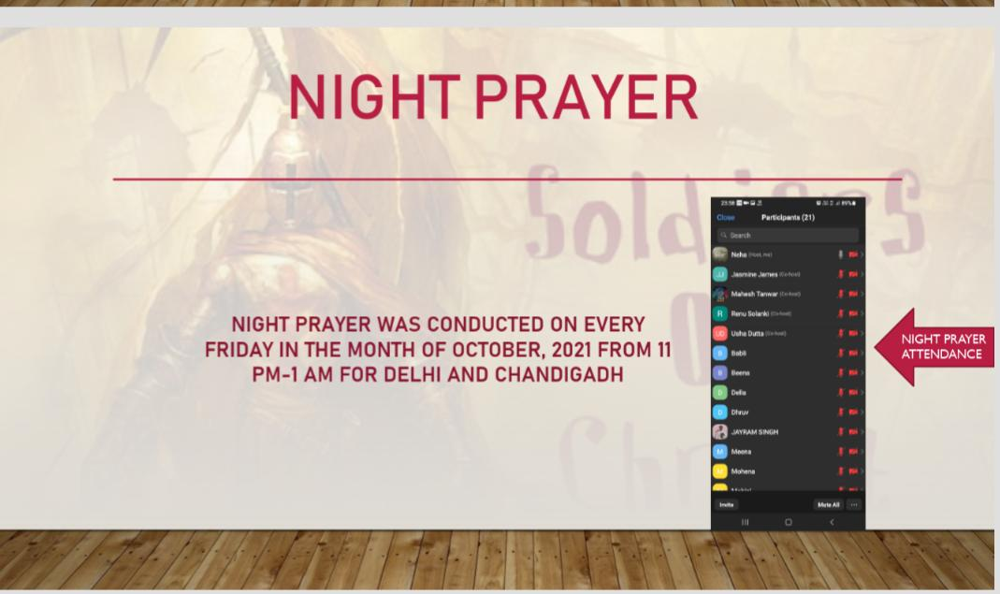 NIGHT PRAYER
Soldiers
Of
Christ
NIGHT PRAYER WAS CONDUCTED ON EVERY
FRIDAY IN THE MONTH OF OCTOBER, 2021 FROM 11
PM-1 AM FOR DELHI AND CHANDIGADH
23:58
89%
Close Participants (21)
Search
Neha (Host, me)
JJ Jasmine James (Co-host)
Mahesh Tanwar (Co-host)
R Renu Solanki (Co-host)
UD Usha Dutta (Co-host)
B Babli
B Beena
D Della
D Dhruv
JAYRAM SINGH
M Meena
M Mohena
Invite Mute All ...
NIGHT PRAYER
ATTENDANCE